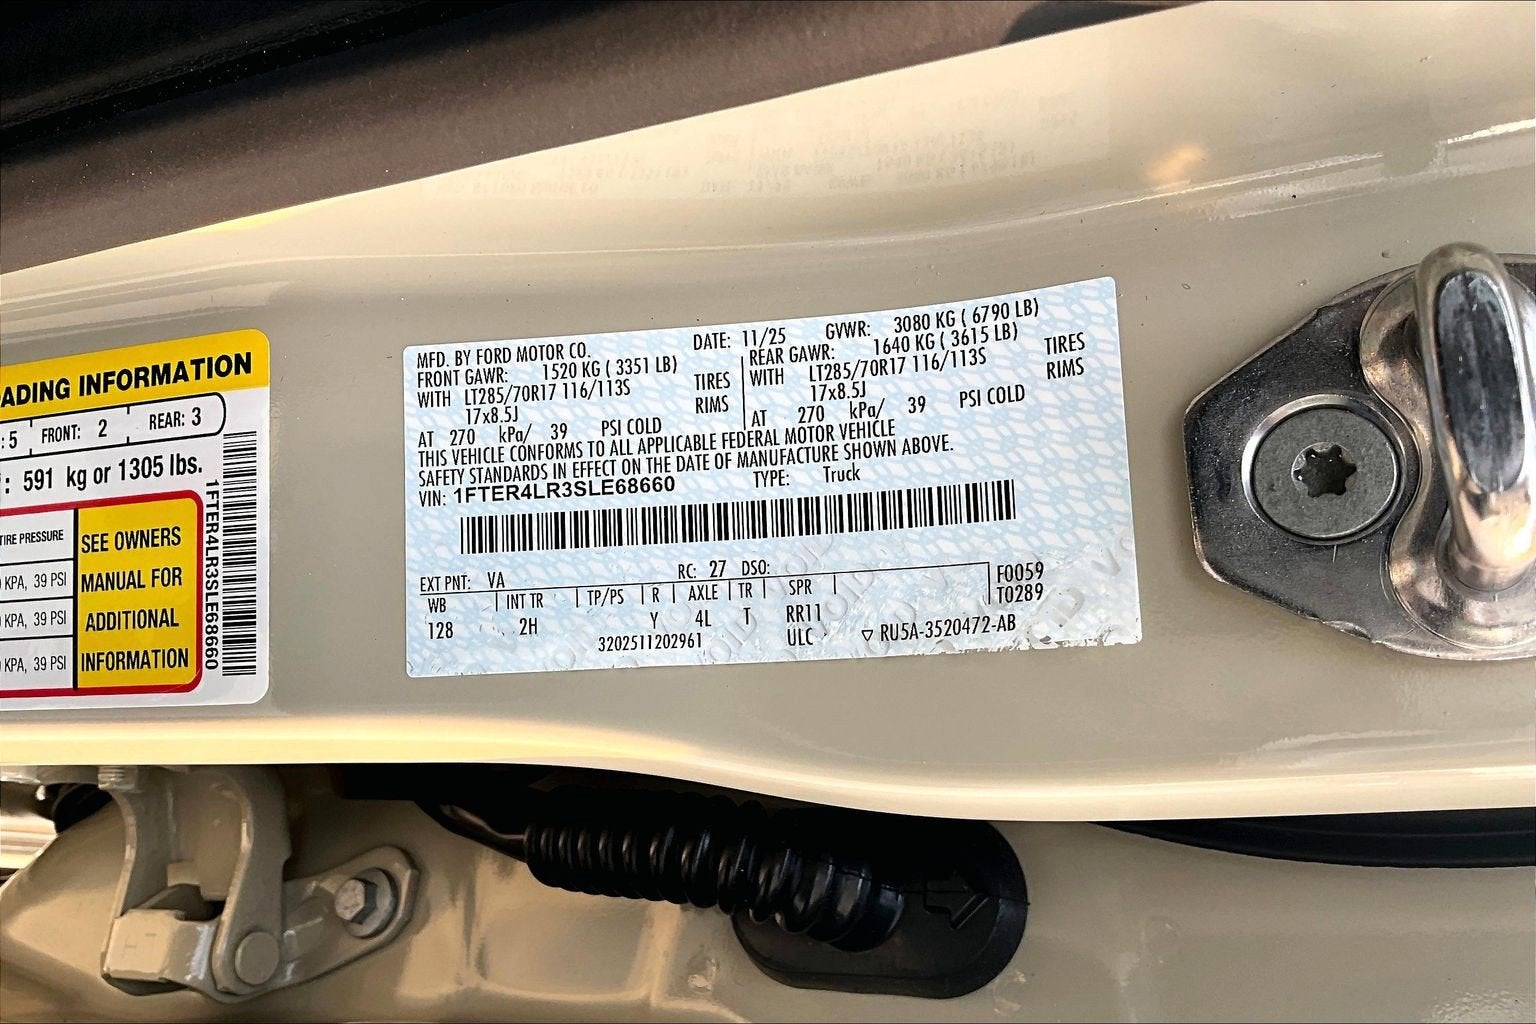 ADING INFORMATION
: 5 FRONT: 2 REAR: 3
: 591 kg or 1305 lbs.
TIRE PRESSURE
KPA, 39 PSI
KPA, 39 PSI
KPA, 39 PSI
SEE OWNERS
MANUAL FOR
ADDITIONAL
INFORMATION
1FTER4LR3SLE68660
MFD. BY FORD MOTOR CO. DATE: 11/25 GVWR: 3080 KG ( 6790 LB)
FRONT GAWR: 1520 KG ( 3351 LB) REAR GAWR: 1640 KG ( 3615 LB)
WITH LT285/70R17 116/113S TIRES WITH LT285/70R17 116/113S TIRES
17x8.5J RIMS 17x8.5J RIMS
AT 270 kPa/ 39 PSI COLD AT 270 kPa/ 39 PSI COLD
THIS VEHICLE CONFORMS TO ALL APPLICABLE FEDERAL MOTOR VEHICLE
SAFETY STANDARDS IN EFFECT ON THE DATE OF MANUFACTURE SHOWN ABOVE.
VIN: 1FTER4LR3SLE68660 TYPE: Truck
EXT PNT: VA RC: 27 DSO: F0059
WB INT TR TP/PS R AXLE TR SPR T0289
128 2H Y 4L T RR11
3202511202961 ULC ▽ RU5A-3520472-AB